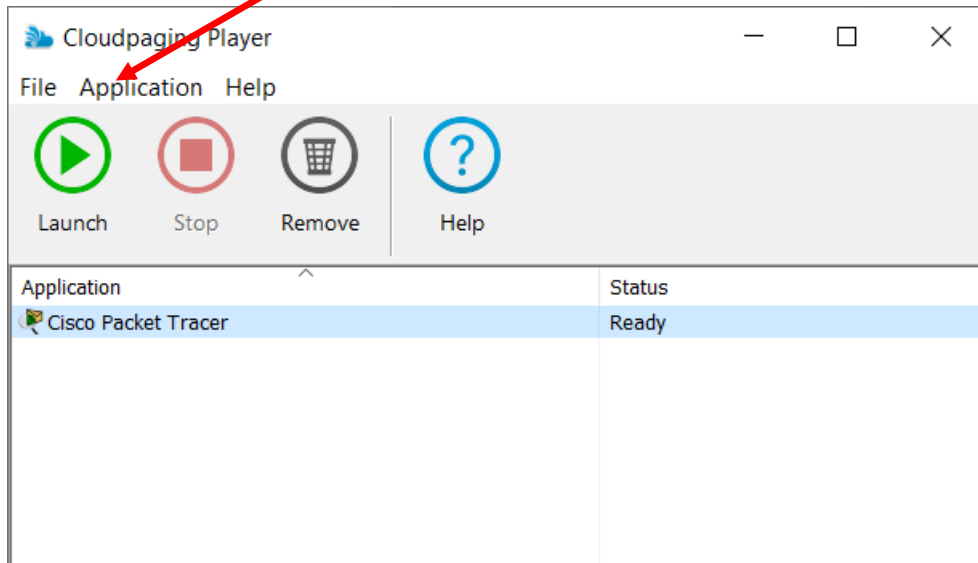 Cloudpaging Player
File Application Help
Launch Stop Remove Help
Application Status
Cisco Packet Tracer Ready